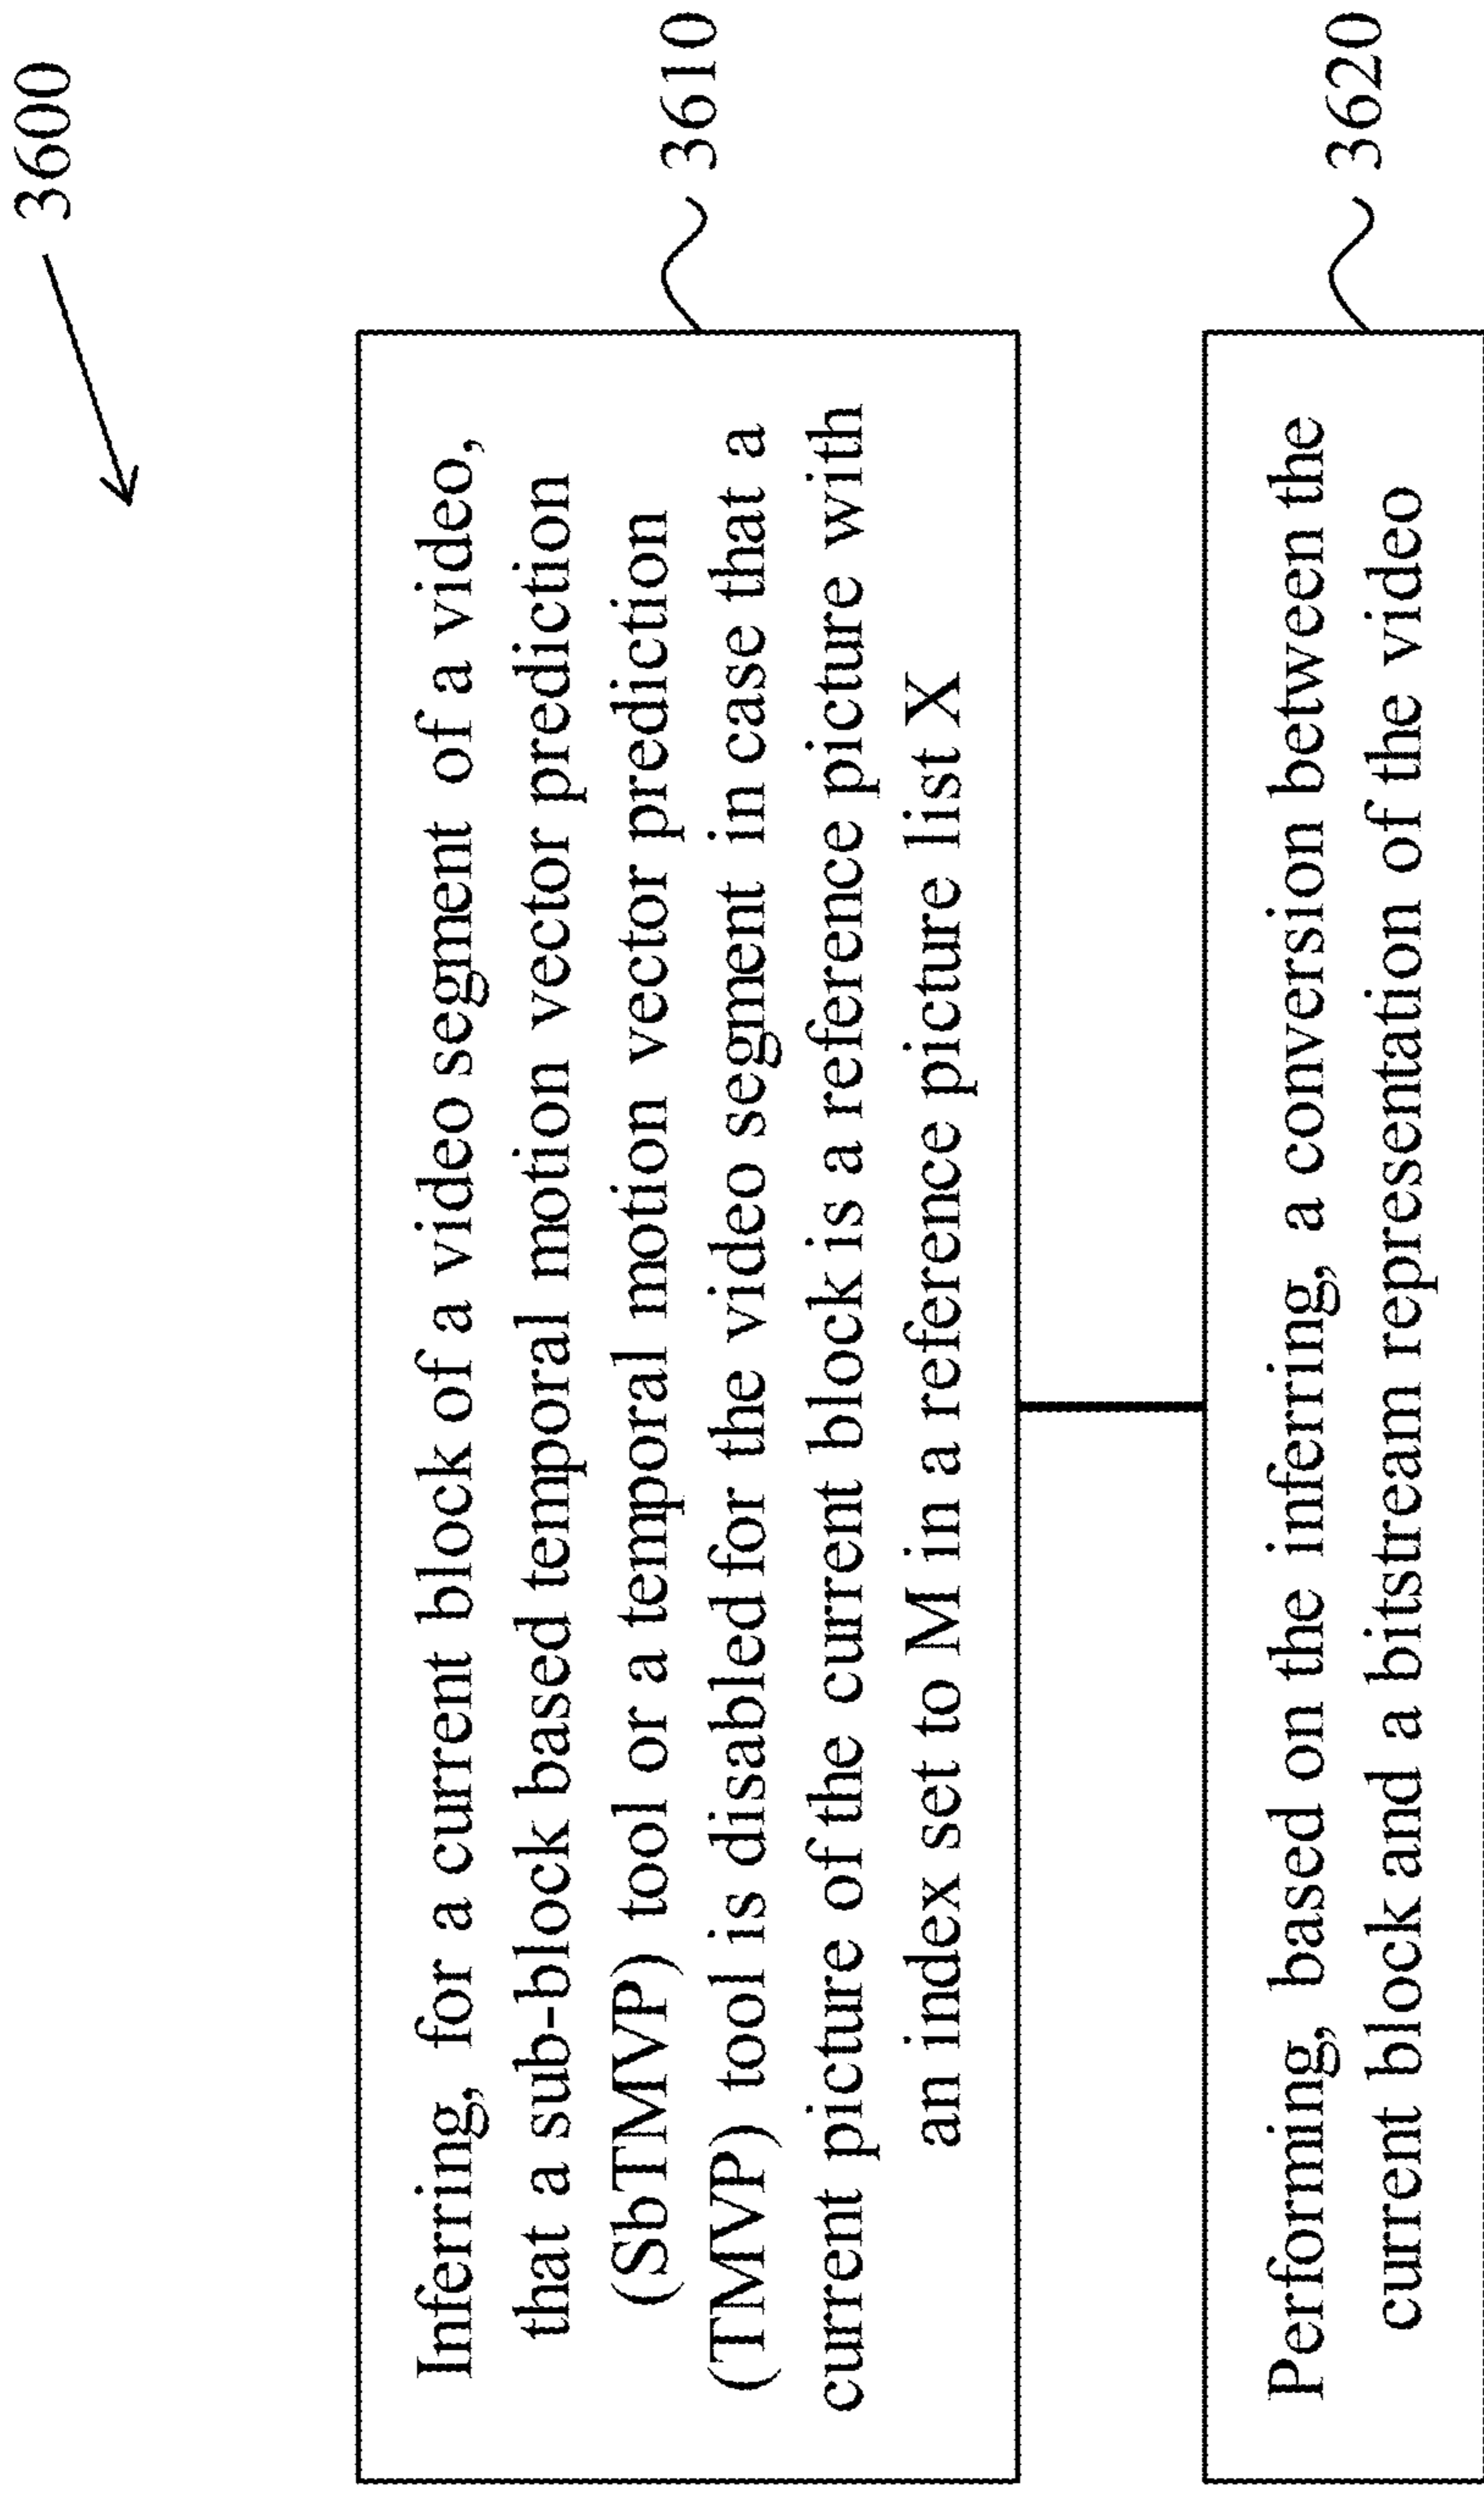 3600
Inferring, for a current block of a video segment of a video,
that a sub-block based temporal motion vector prediction
(SbTMVP) tool or a temporal motion vector prediction
(TMVP) tool is disabled for the video segment in case that a
current picture of the current block is a reference picture with
an index set to M in a reference picture list X
3610
Performing, based on the inferring, a conversion between the
current block and a bitstream representation of the video
3620